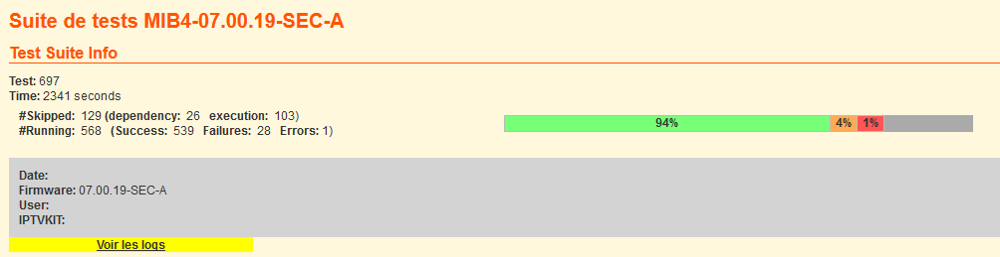 Suite de tests MIB4-07.00.19-SEC-A
Test Suite Info
Test: 697
Time: 2341 seconds
#Skipped: 129 (dependency: 26 execution: 103)
#Running: 568 (Success: 539 Failures: 28 Errors: 1)
94% 4% 1%
Date:
Firmware: 07.00.19-SEC-A
User:
IPTVKIT:
Voir les logs